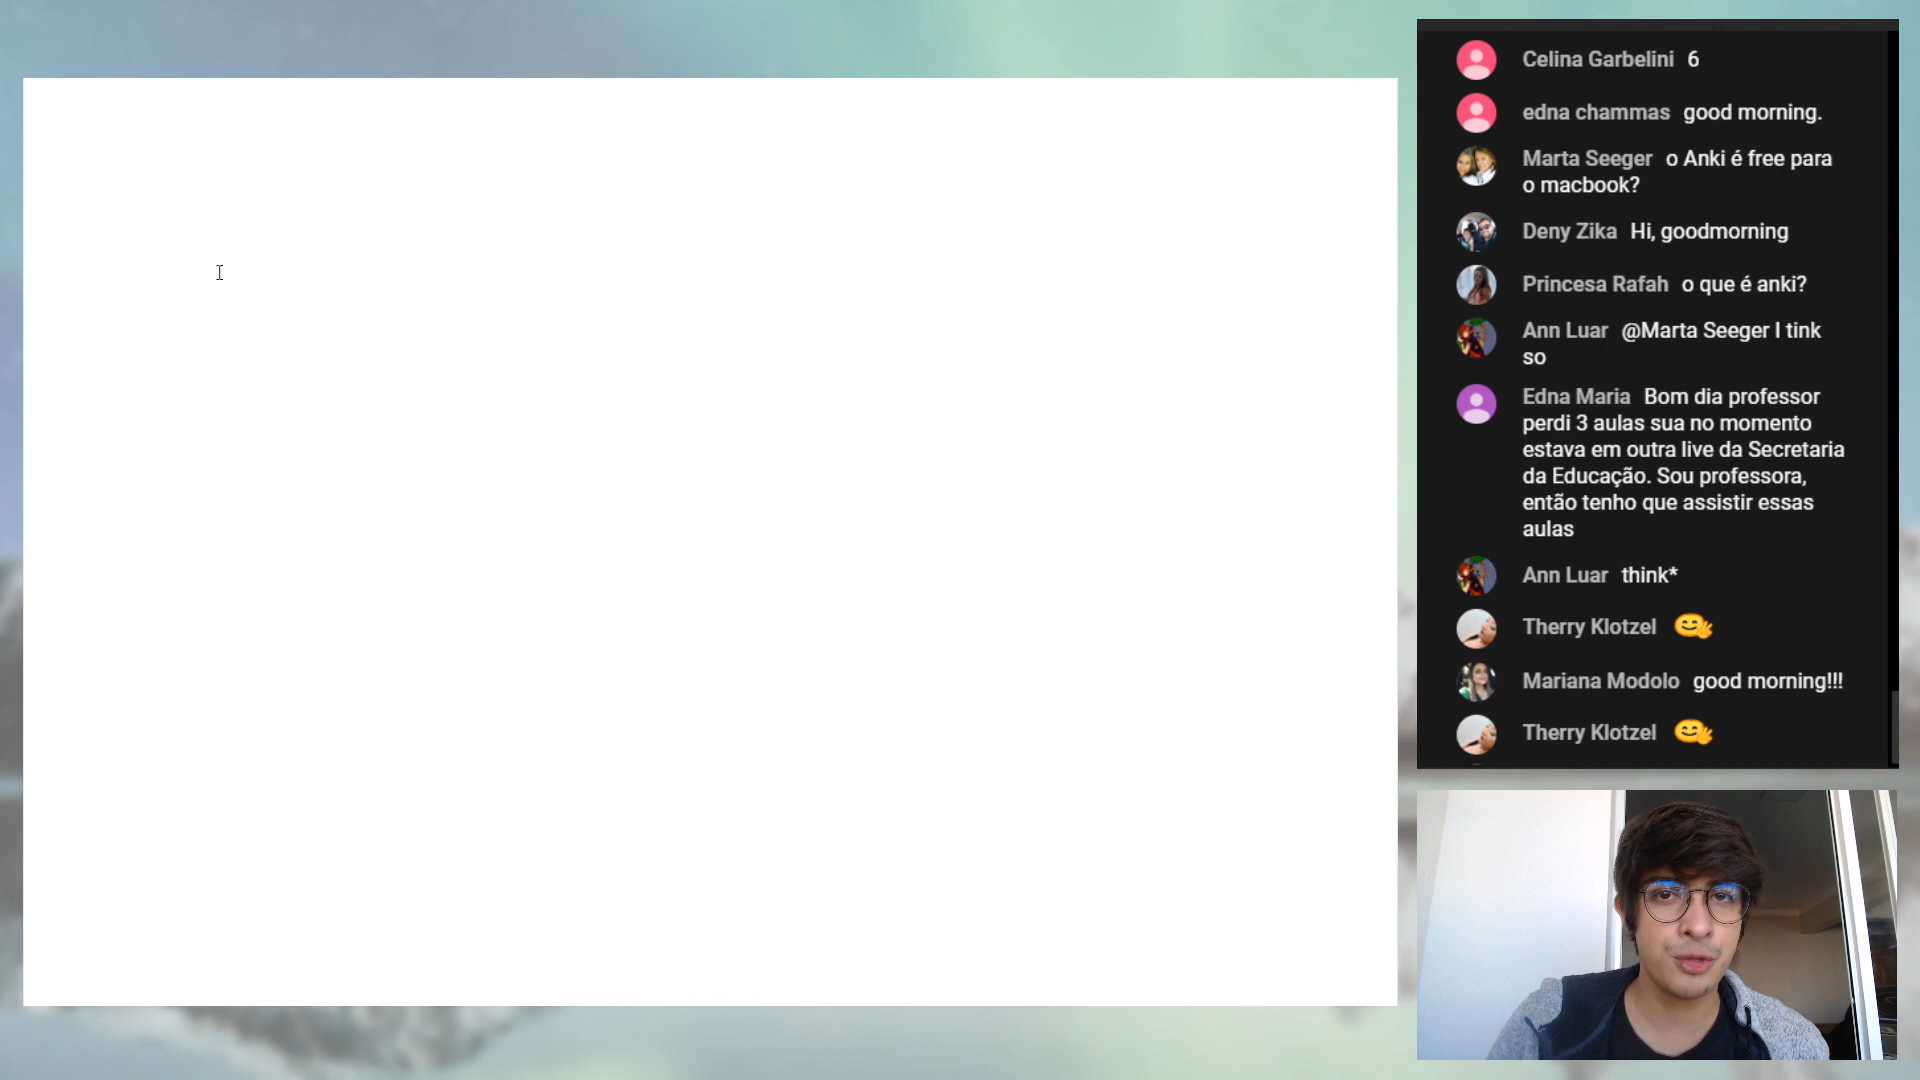 Celina Garbelini 6
edna chammas good morning.
Marta Seeger o Anki é free para
o macbook?
Deny Zika Hi, goodmorning
Princesa Rafah o que é anki?
Ann Luar @Marta Seeger I tink
so
Edna Maria Bom dia professor
perdi 3 aulas sua no momento
estava em outra live da Secretaria
da Educação. Sou professora,
então tenho que assistir essas
aulas
Ann Luar think*
Therry Klotzel 😊👋
Mariana Modolo good morning!!!
Therry Klotzel 😊👋